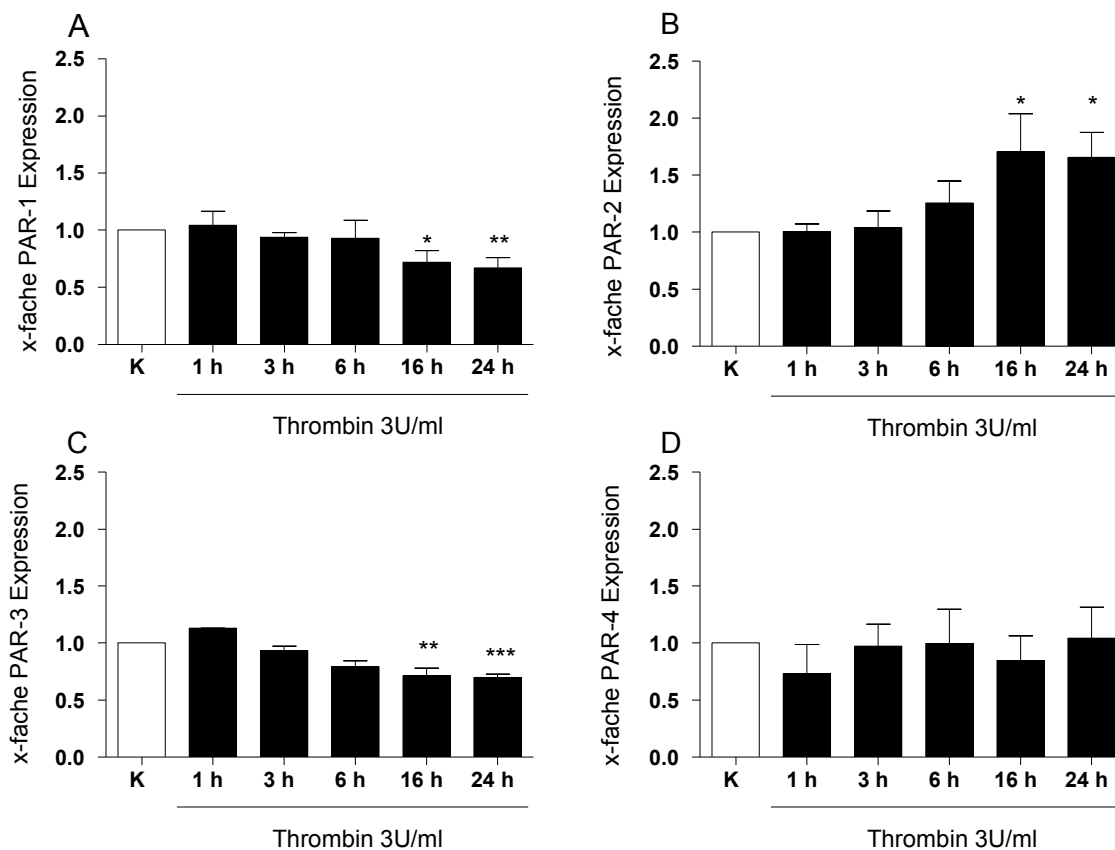 A
x-fache PAR-1 Expression
2.5
2.0
1.5
1.0
0.5
0.0
*
**
K 1 h 3 h 6 h 16 h 24 h
Thrombin 3U/ml
B
x-fache PAR-2 Expression
2.5
2.0
1.5
1.0
0.5
0.0
*
*
K 1 h 3 h 6 h 16 h 24 h
Thrombin 3U/ml
C
x-fache PAR-3 Expression
2.5
2.0
1.5
1.0
0.5
0.0
**
***
K 1 h 3 h 6 h 16 h 24 h
Thrombin 3U/ml
D
x-fache PAR-4 Expression
2.5
2.0
1.5
1.0
0.5
0.0
K 1 h 3 h 6 h 16 h 24 h
Thrombin 3U/ml